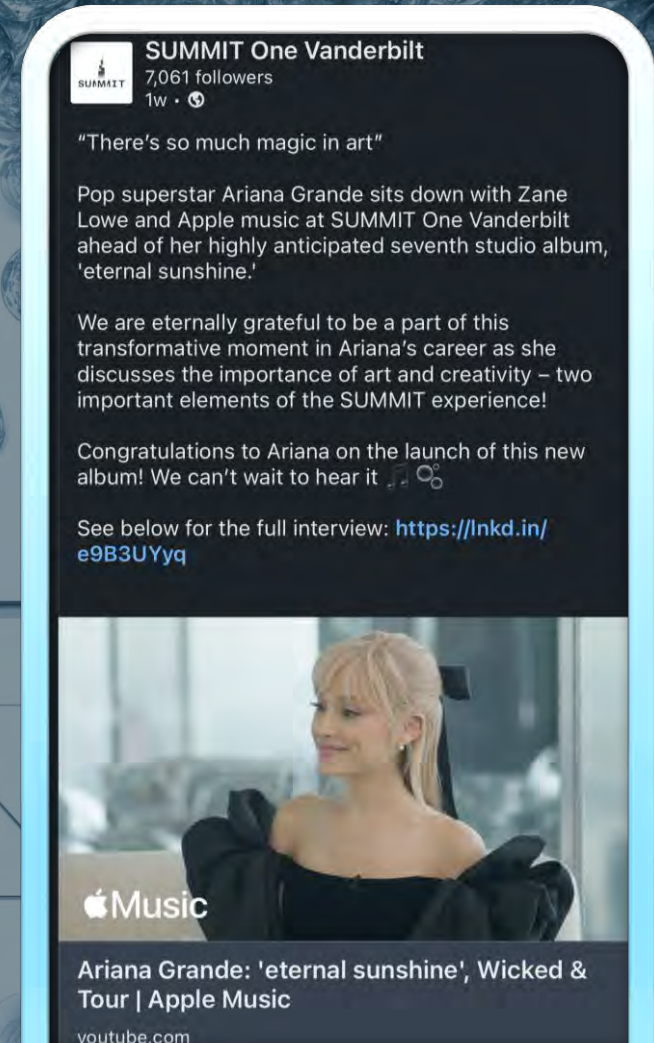 SUMMIT
SUMMIT One Vanderbilt
7,061 followers
1w •
“There’s so much magic in art”
Pop superstar Ariana Grande sits down with Zane
Lowe and Apple music at SUMMIT One Vanderbilt
ahead of her highly anticipated seventh studio album,
'eternal sunshine.'
We are eternally grateful to be a part of this
transformative moment in Ariana’s career as she
discusses the importance of art and creativity – two
important elements of the SUMMIT experience!
Congratulations to Ariana on the launch of this new
album! We can’t wait to hear it 🎵🫧
See below for the full interview: https://lnkd.in/
e9B3UYyq
Music
Ariana Grande: 'eternal sunshine', Wicked &
Tour | Apple Music
youtube.com